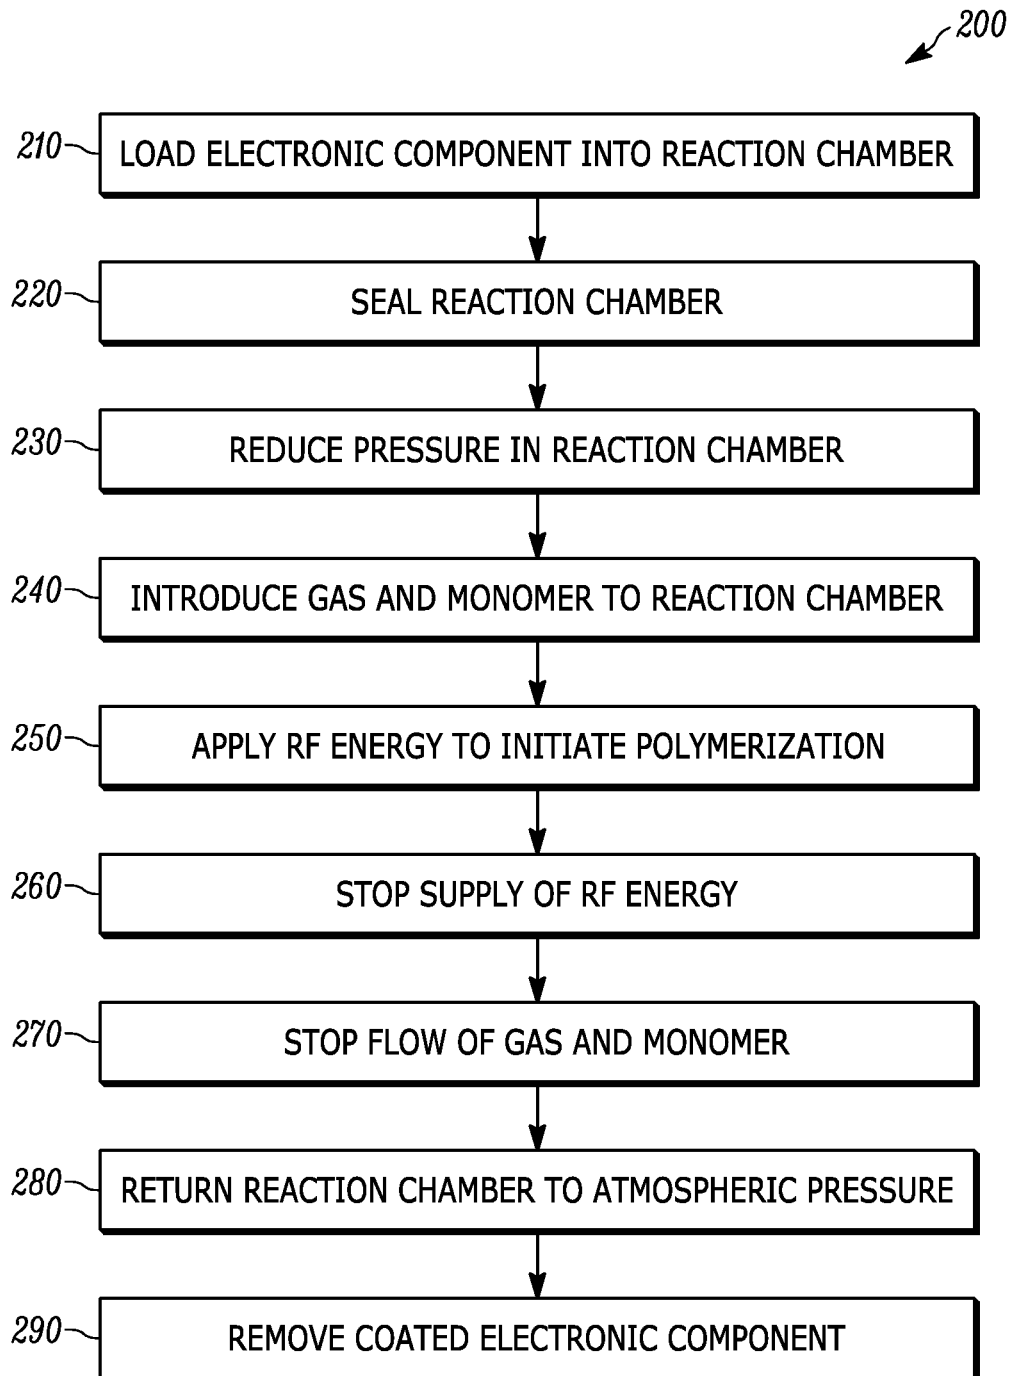 200
210 LOAD ELECTRONIC COMPONENT INTO REACTION CHAMBER
220 SEAL REACTION CHAMBER
230 REDUCE PRESSURE IN REACTION CHAMBER
240 INTRODUCE GAS AND MONOMER TO REACTION CHAMBER
250 APPLY RF ENERGY TO INITIATE POLYMERIZATION
260 STOP SUPPLY OF RF ENERGY
270 STOP FLOW OF GAS AND MONOMER
280 RETURN REACTION CHAMBER TO ATMOSPHERIC PRESSURE
290 REMOVE COATED ELECTRONIC COMPONENT